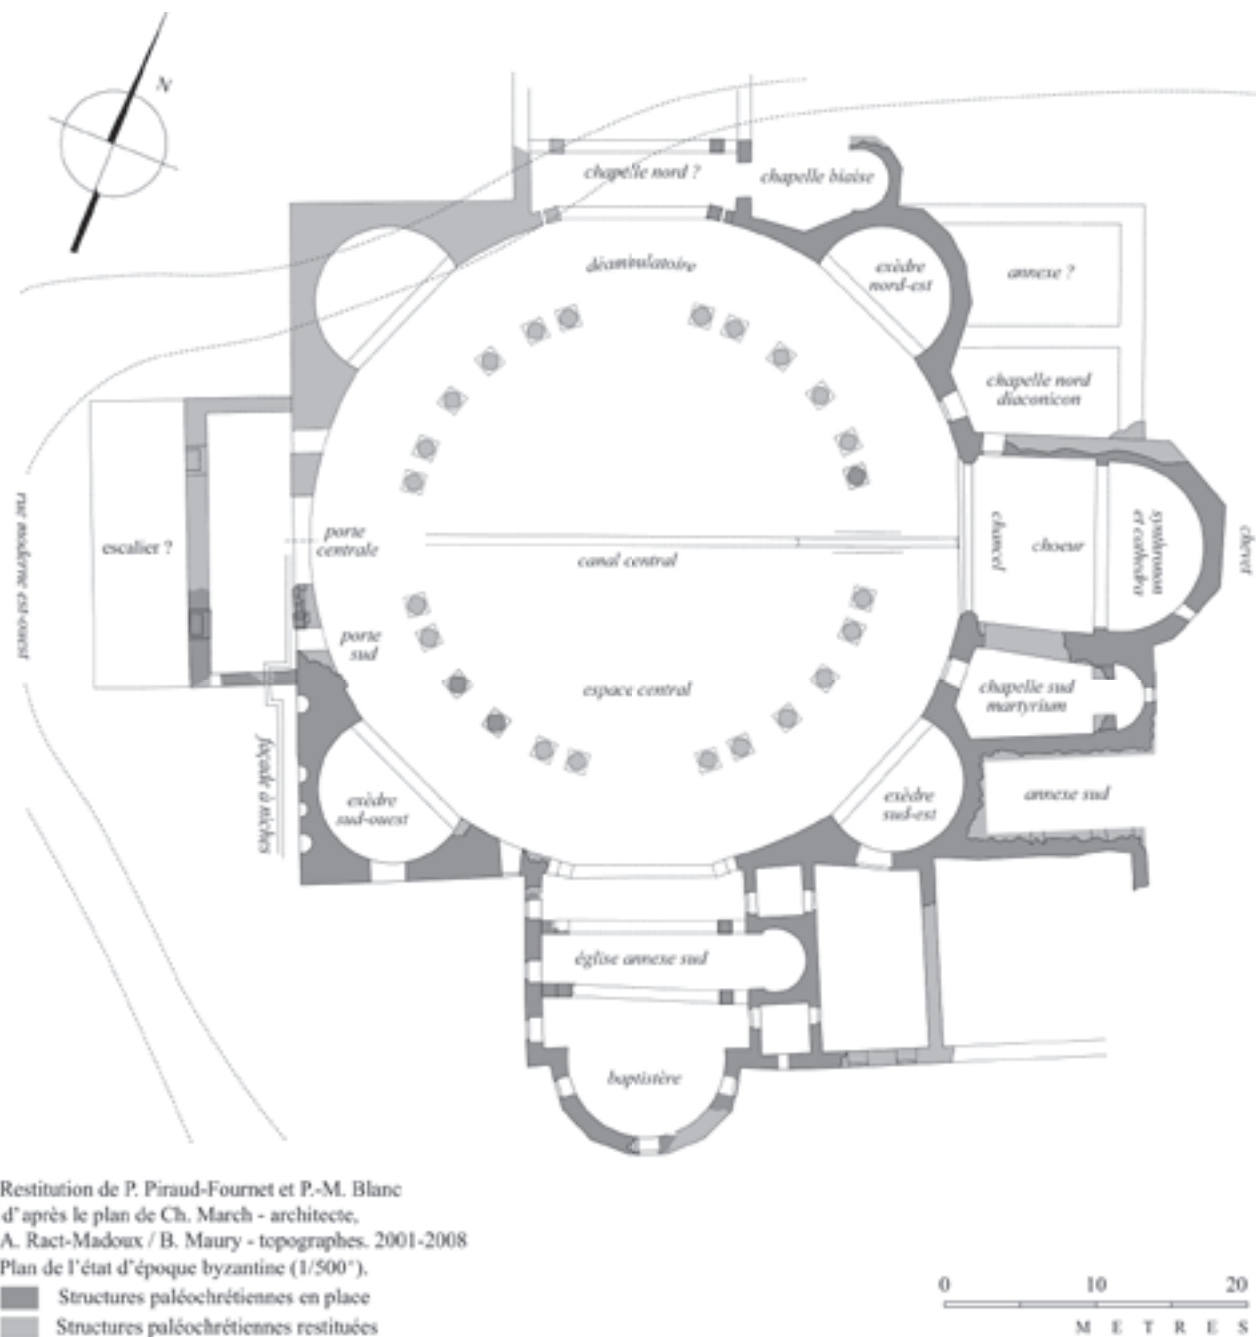 N
chapelle nord ?
chapelle biaise
déambulatoire
exèdre
nord-est
annexe ?
chapelle nord
diaconicon
rue moderne est-ouest
escalier ?
porte
centrale
canal central
chancel
choeur
synthronon
et cathedra
chevet
porte
sud
espace central
chapelle sud
martyrium
façade à niches
exèdre
sud-ouest
exèdre
sud-est
annexe sud
église annexe sud
baptistère
Restitution de P. Piraud-Fournet et P.-M. Blanc
d'après le plan de Ch. March - architecte,
A. Ract-Madoux / B. Maury - topographes. 2001-2008
Plan de l'état d'époque byzantine (1/500°).
Structures paléochrétiennes en place
Structures paléochrétiennes restituées
0 10 20
M E T R E S